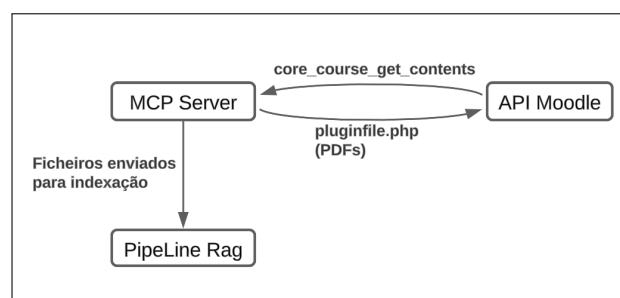 core_course_get_contents
MCP Server
API Moodle
pluginfile.php
(PDFs)
Ficheiros enviados
para indexação
PipeLine Rag